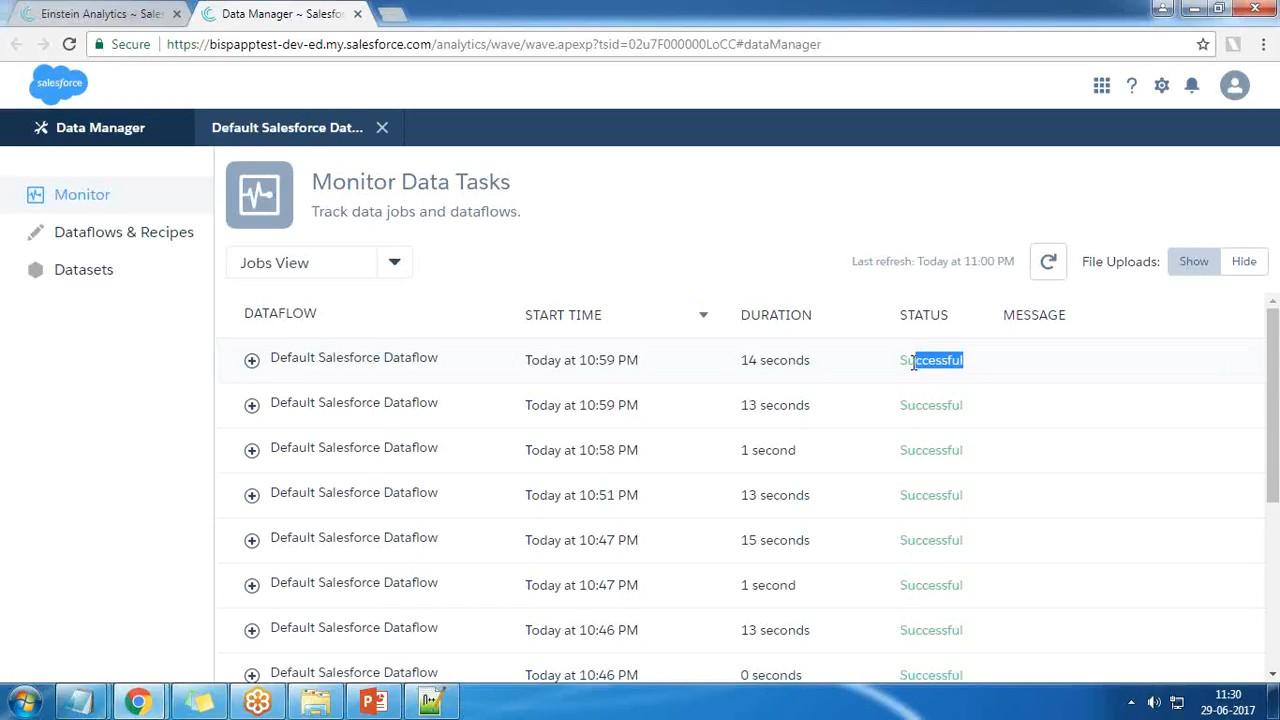 Einstein Analytics ~ Sales
Data Manager ~ Salesfo
Secure
https://bispapptest-dev-ed.my.salesforce.com/analytics/wave/wave.apexp?tsid=02u7F000000LoCC#dataManager
salesforce
?
Data Manager
Default Salesforce Dat...
Monitor
Dataflows & Recipes
Datasets
Monitor Data Tasks
Track data jobs and dataflows.
Jobs View
Last refresh: Today at 11:00 PM
File Uploads:
Show
Hide
DATAFLOW START TIME DURATION STATUS MESSAGE
Default Salesforce Dataflow Today at 10:59 PM 14 seconds Successful
Default Salesforce Dataflow Today at 10:59 PM 13 seconds Successful
Default Salesforce Dataflow Today at 10:58 PM 1 second Successful
Default Salesforce Dataflow Today at 10:51 PM 13 seconds Successful
Default Salesforce Dataflow Today at 10:47 PM 15 seconds Successful
Default Salesforce Dataflow Today at 10:47 PM 1 second Successful
Default Salesforce Dataflow Today at 10:46 PM 13 seconds Successful
Default Salesforce Dataflow Today at 10:46 PM 0 seconds Successful
11:30
29-06-2017